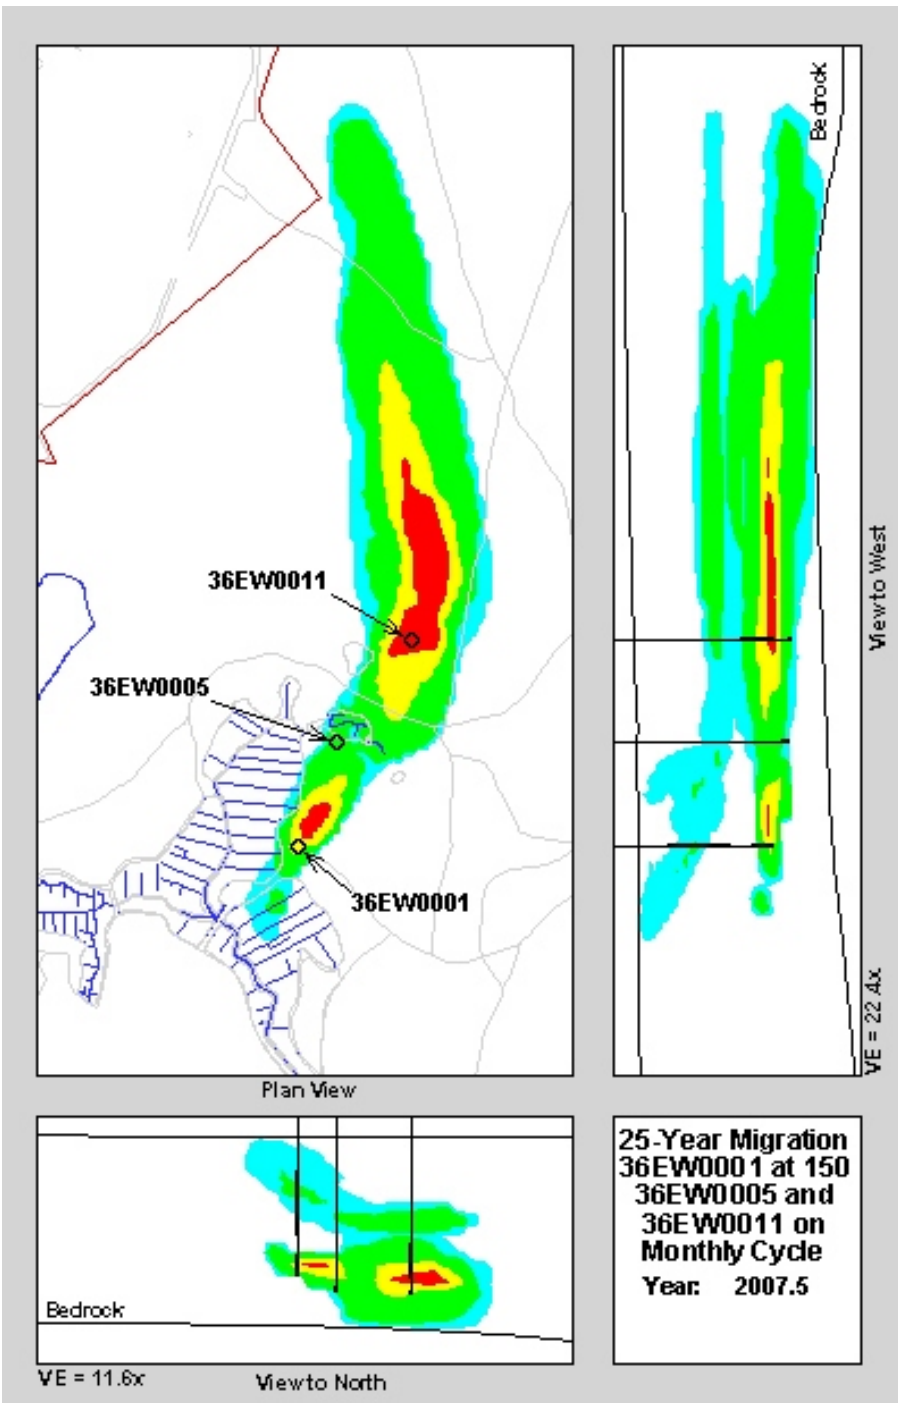 Bedrock
36EW0011
View to West
36EW0005
36EW0001
VE = 22.4x
Plan View
25-Year Migration
36EW0001 at 150
36EW0005 and
36EW0011 on
Monthly Cycle
Year: 2007.5
Bedrock
VE = 11.6x
View to North